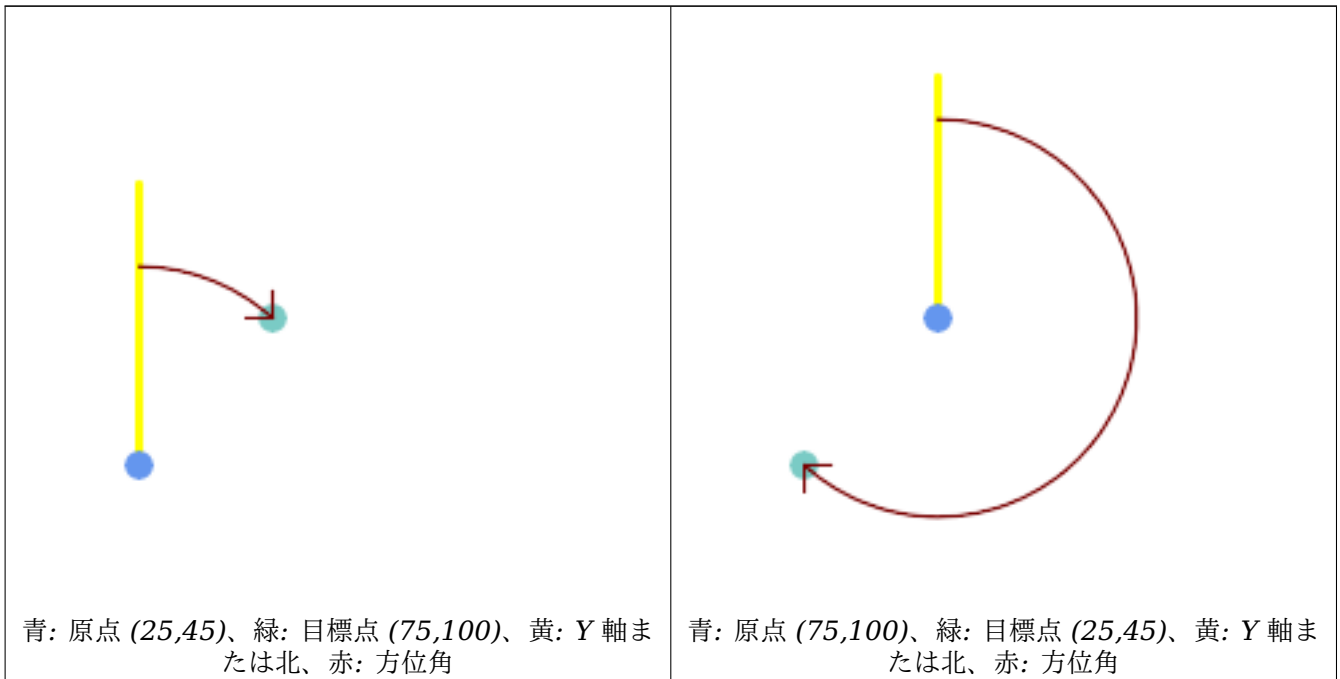 青: 原点 (25,45)、緑: 目標点 (75,100)、黄: Y 軸ま
たは北、赤: 方位角
青: 原点 (75,100)、緑: 目標点 (25,45)、黄: Y 軸ま
たは北、赤: 方位角